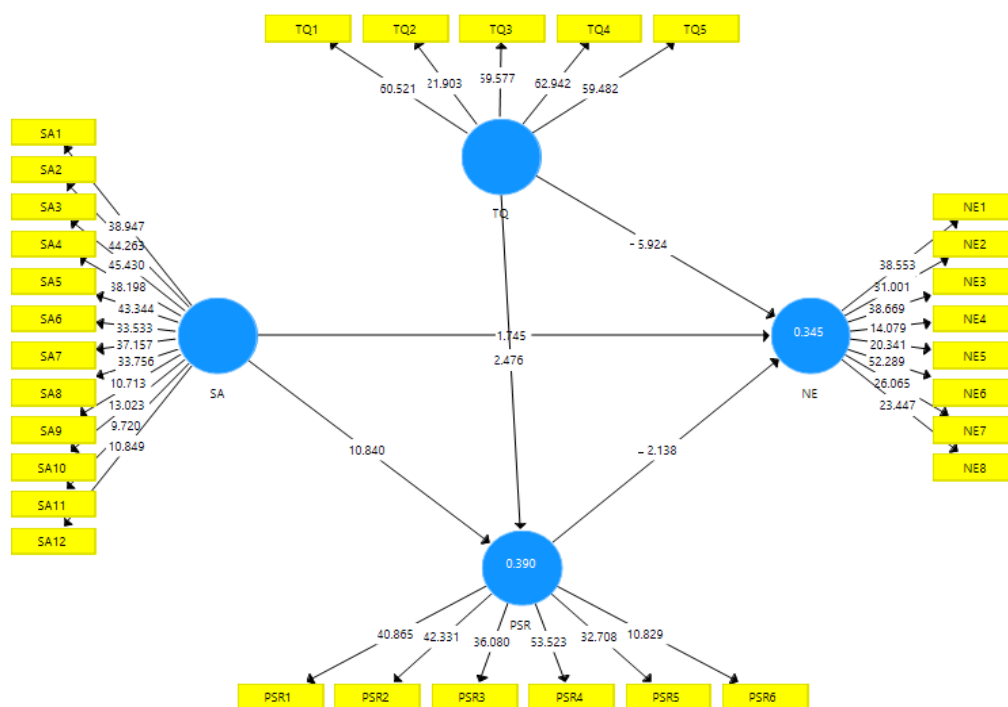 TQ1 TQ2 TQ3 TQ4 TQ5
60.521 21.903 59.577 62.942 59.482
TQ
SA1
SA2
SA3
SA4
SA5
SA6
SA7
SA8
SA9
SA10
SA11
SA12
38.947
44.263
45.430
38.198
43.344
33.533
37.157
33.756
10.713
13.023
9.720
10.849
SA
- 5.924
1.745
2.476
10.840
- 2.138
0.345
NE
38.553
31.001
38.669
14.079
20.341
52.289
26.065
23.447
NE1
NE2
NE3
NE4
NE5
NE6
NE7
NE8
0.390
PSR
40.865 42.331 36.080 53.523 32.708 10.829
PSR1 PSR2 PSR3 PSR4 PSR5 PSR6